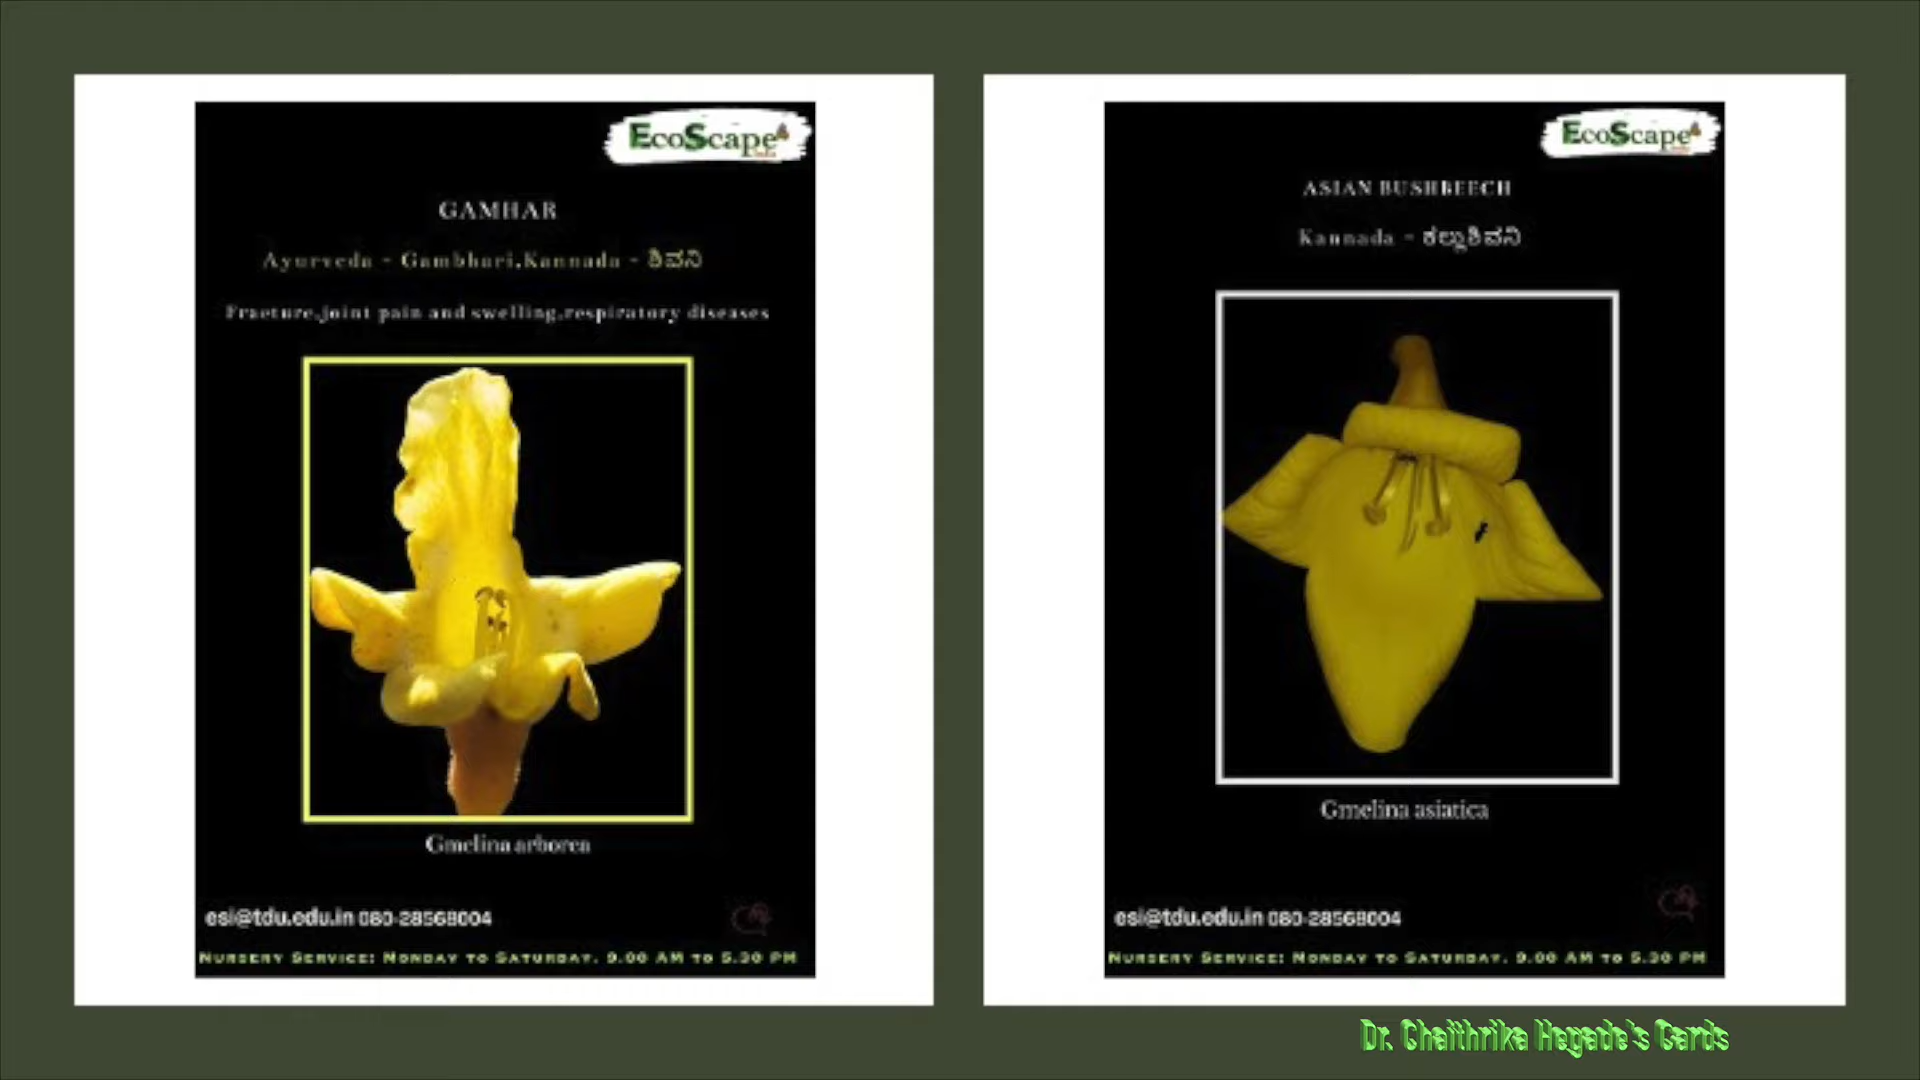 EcoScape
GAMHAR
Ayurveda - Gambhari.Kannada - ಶಿವನಿ
Fracture,joint pain and swelling,respiratory diseases
Gmelina arborea
esi@tdu.edu.in 080-28568004
NURSERY SERVICE: MONDAY TO SATURDAY, 9.00 AM TO 5.30 PM
EcoScape
ASIAN BUSHBEECH
Kannada - ಕಲ್ಲುಶಿವನಿ
Gmelina asiatica
esi@tdu.edu.in 080-28568004
NURSERY SERVICE: MONDAY TO SATURDAY, 9.00 AM TO 5.30 PM
Dr. Chaithrika Hegade's Cards